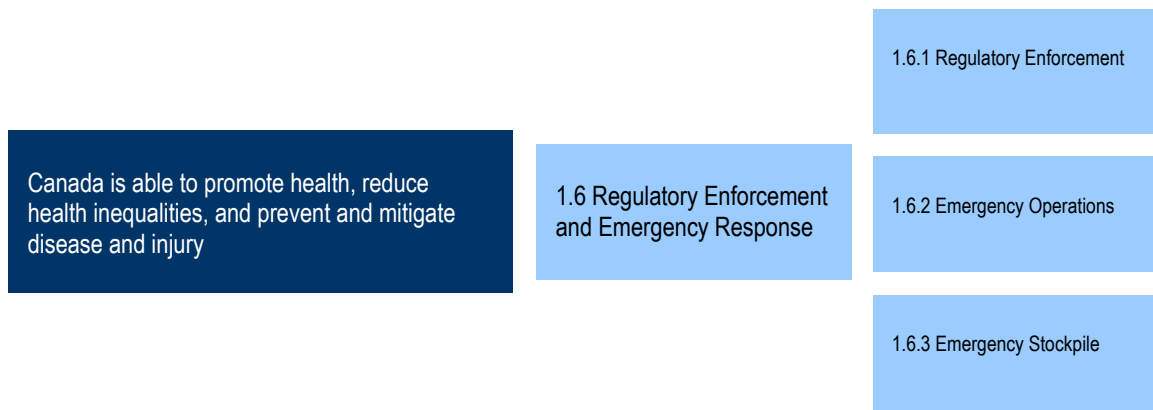 Canada is able to promote health, reduce
health inequalities, and prevent and mitigate
disease and injury
1.6 Regulatory Enforcement
and Emergency Response
1.6.1 Regulatory Enforcement
1.6.2 Emergency Operations
1.6.3 Emergency Stockpile